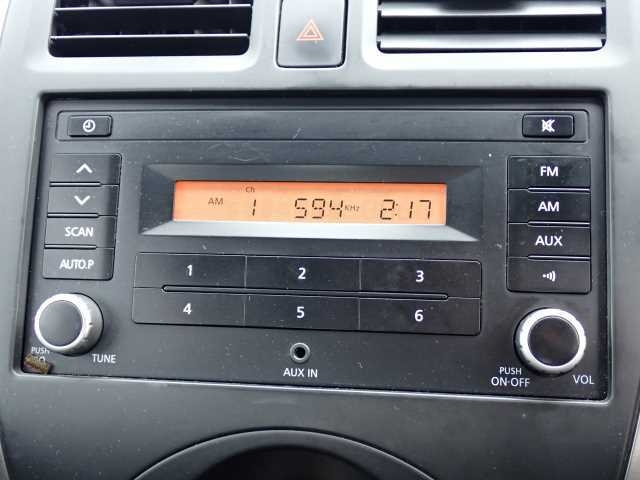 Ch
AM 1 594 KHz 2:17
SCAN
AUTO.P
FM
AM
AUX
1 2 3
4 5 6
PUSH
TUNE
AUX IN
PUSH
ON·OFF
VOL